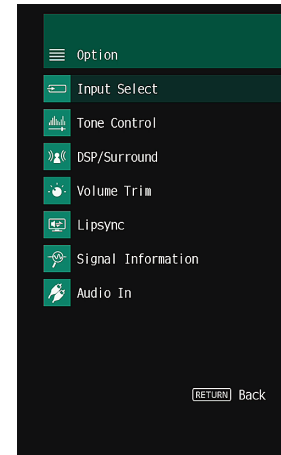 Option
Input Select
Tone Control
DSP/Surround
Volume Trim
Lipsync
Signal Information
Audio In
RETURN Back